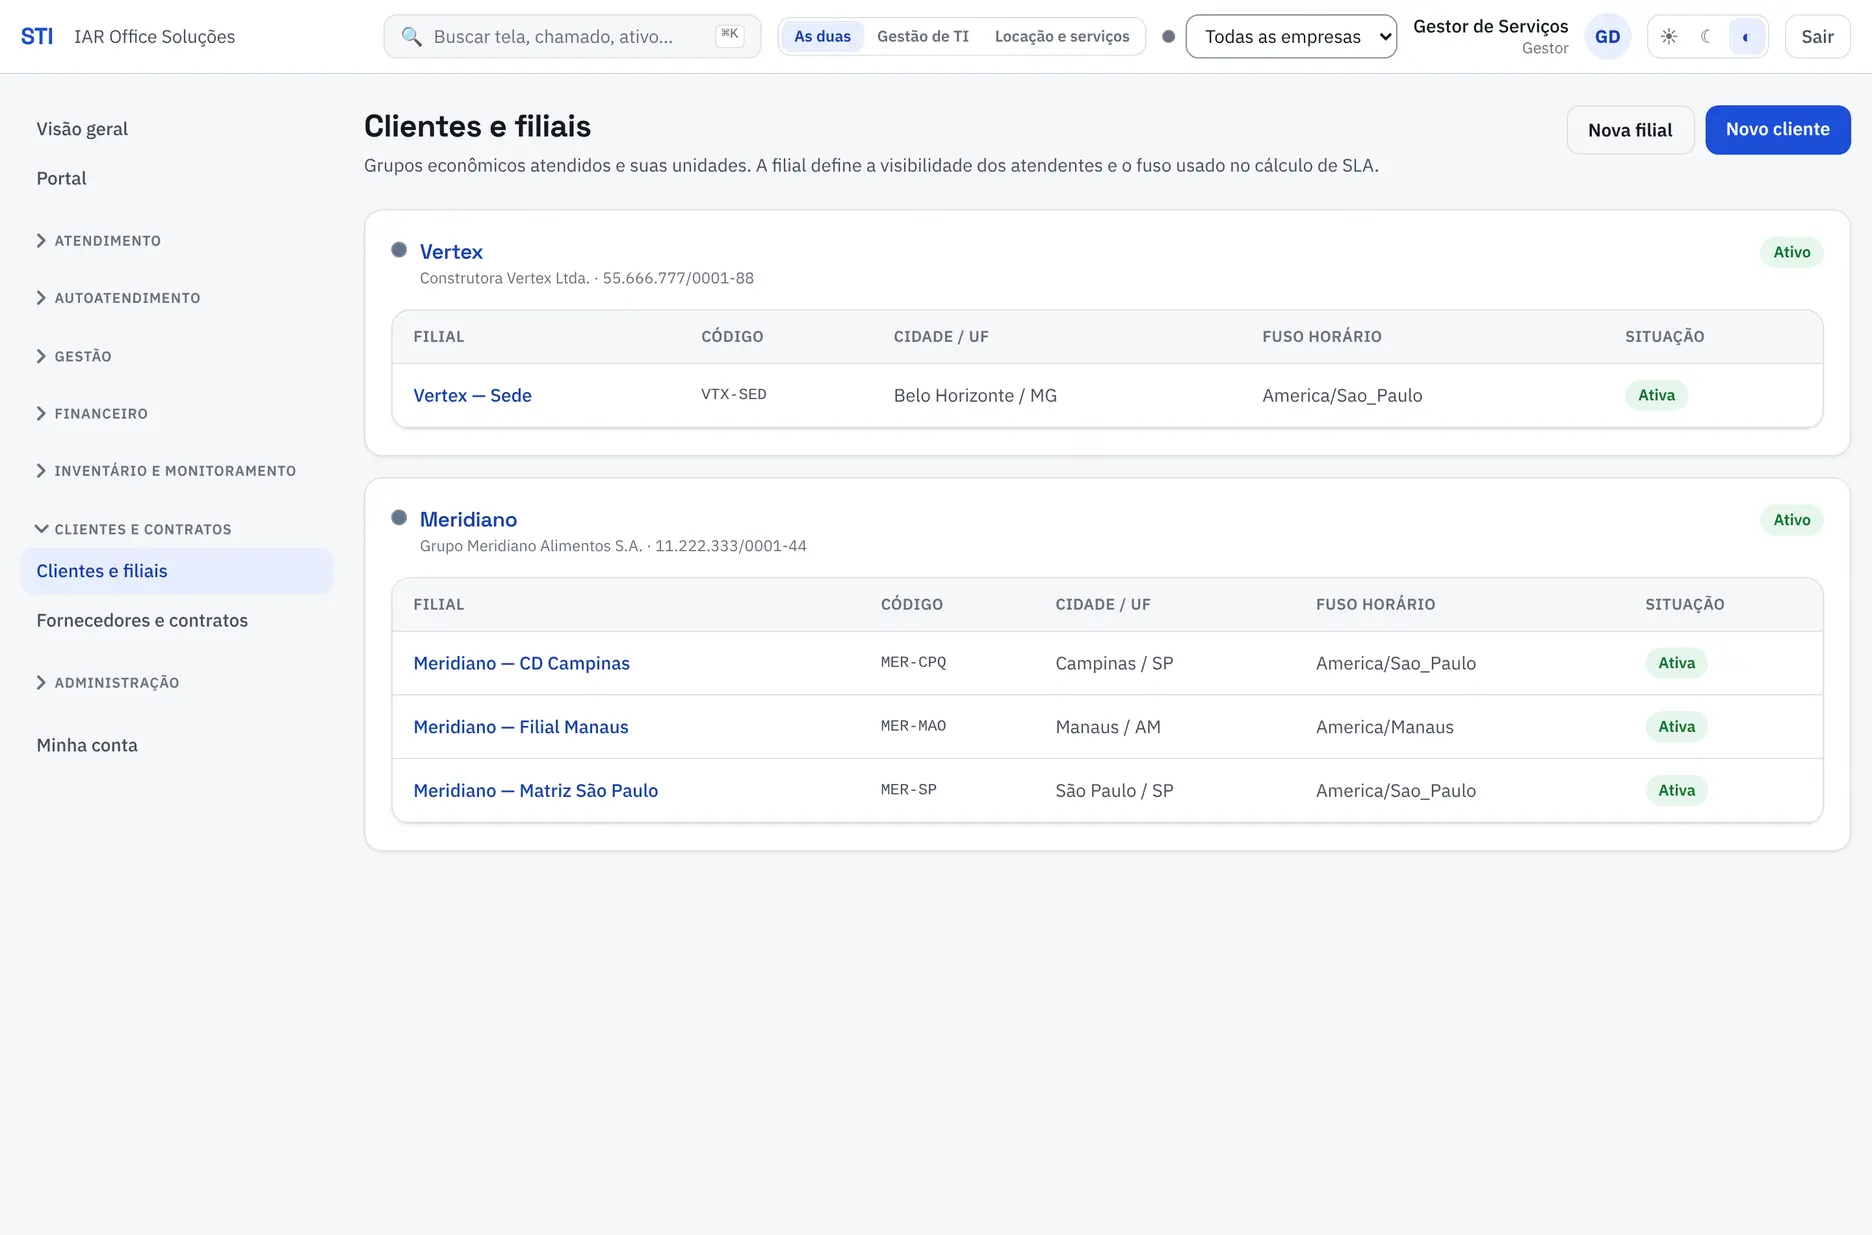 STI IAR Office Soluções
Buscar tela, chamado, ativo... ⌘K
As duas Gestão de TI Locação e serviços
Todas as empresas
Gestor de Serviços
Gestor
GD
Sair
Visão geral
Portal
ATENDIMENTO
AUTOATENDIMENTO
GESTÃO
FINANCEIRO
INVENTÁRIO E MONITORAMENTO
CLIENTES E CONTRATOS
Clientes e filiais
Fornecedores e contratos
ADMINISTRAÇÃO
Minha conta
Clientes e filiais
Grupos econômicos atendidos e suas unidades. A filial define a visibilidade dos atendentes e o fuso usado no cálculo de SLA.
Nova filial Novo cliente
Vertex Ativo
Construtora Vertex Ltda. · 55.666.777/0001-88
FILIAL CÓDIGO CIDADE / UF FUSO HORÁRIO SITUAÇÃO
Vertex — Sede VTX-SED Belo Horizonte / MG America/Sao_Paulo Ativa
Meridiano Ativo
Grupo Meridiano Alimentos S.A. · 11.222.333/0001-44
FILIAL CÓDIGO CIDADE / UF FUSO HORÁRIO SITUAÇÃO
Meridiano — CD Campinas MER-CPQ Campinas / SP America/Sao_Paulo Ativa
Meridiano — Filial Manaus MER-MAO Manaus / AM America/Manaus Ativa
Meridiano — Matriz São Paulo MER-SP São Paulo / SP America/Sao_Paulo Ativa